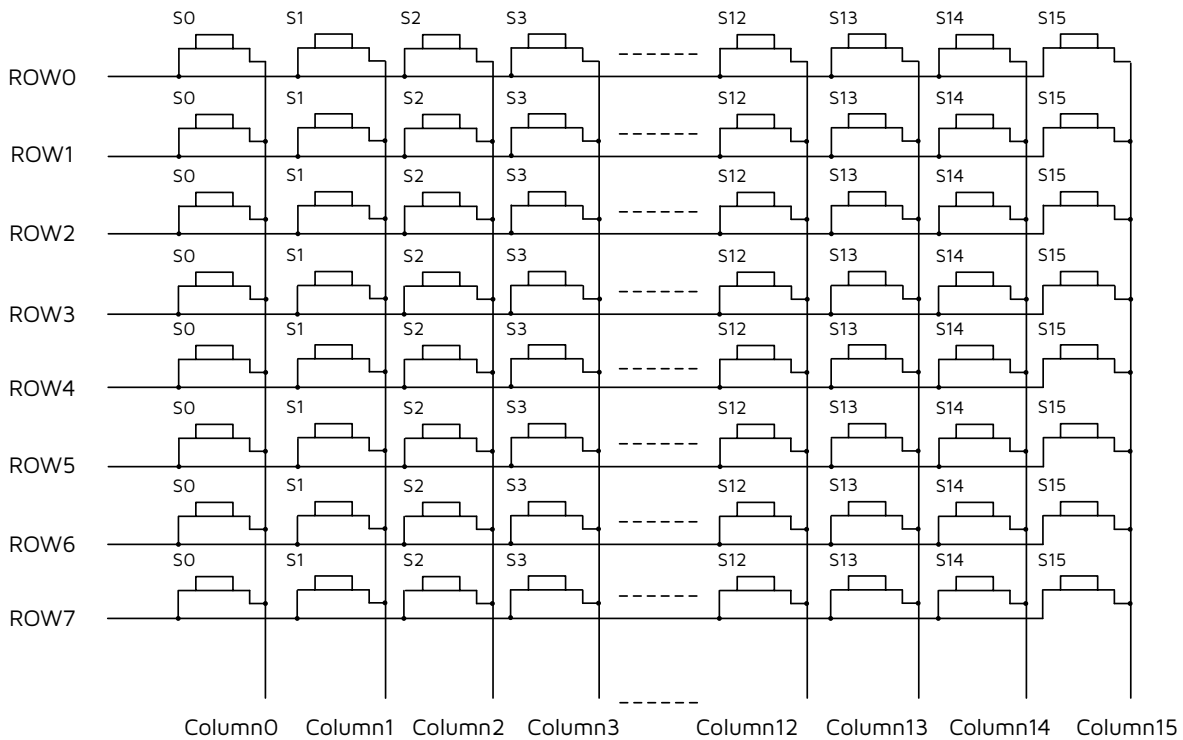 S0 S1 S2 S3 S12 S13 S14 S15
ROW0
S0 S1 S2 S3 S12 S13 S14 S15
ROW1
S0 S1 S2 S3 S12 S13 S14 S15
ROW2
S0 S1 S2 S3 S12 S13 S14 S15
ROW3
S0 S1 S2 S3 S12 S13 S14 S15
ROW4
S0 S1 S2 S3 S12 S13 S14 S15
ROW5
S0 S1 S2 S3 S12 S13 S14 S15
ROW6
S0 S1 S2 S3 S12 S13 S14 S15
ROW7
Column0 Column1 Column2 Column3 Column12 Column13 Column14 Column15